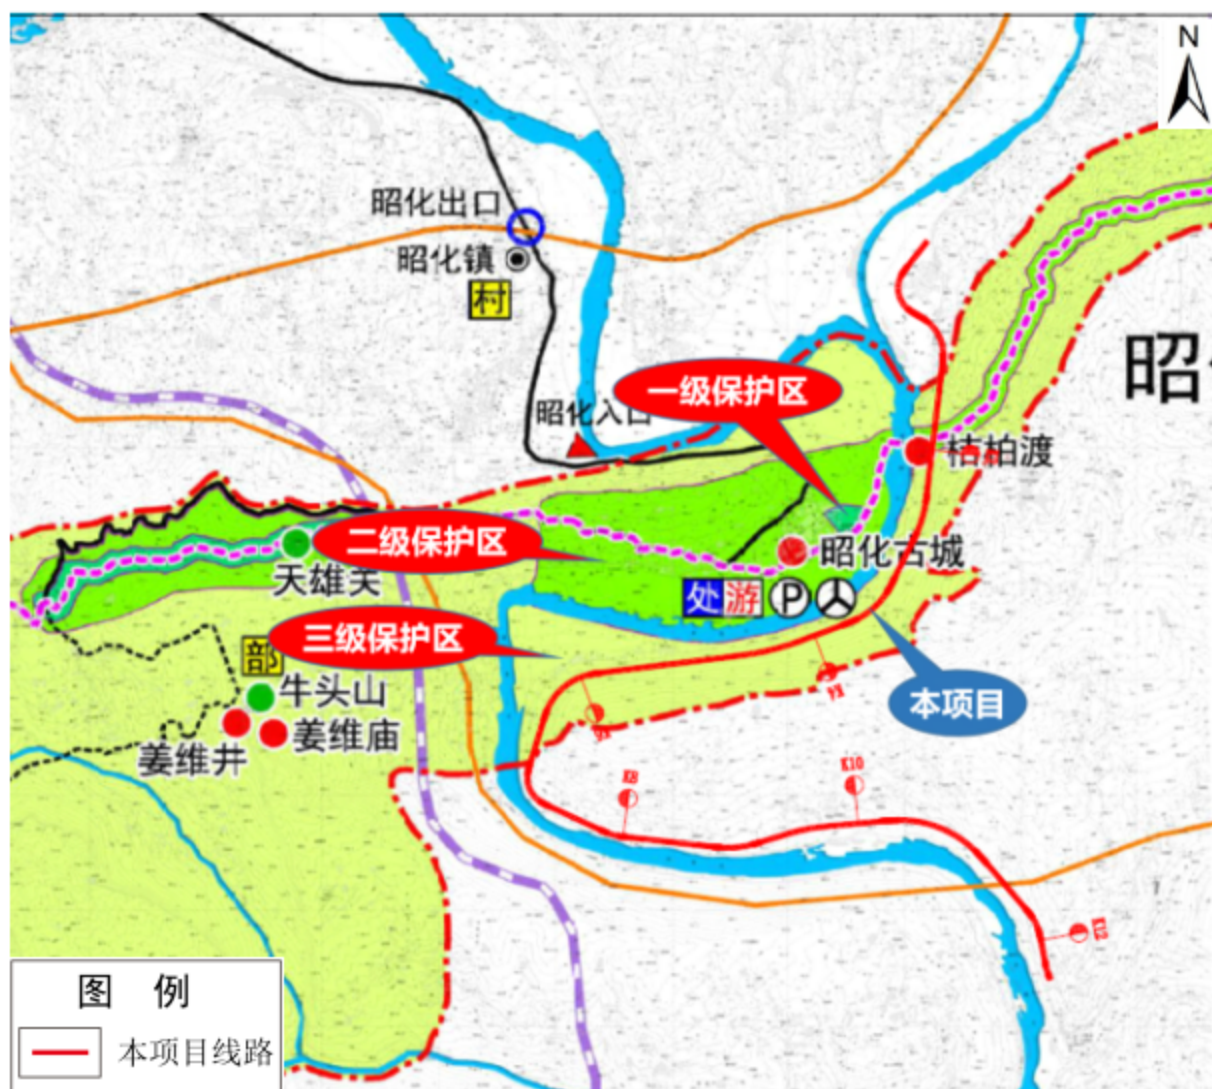 N
昭化出口
昭化镇
村
昭
一级保护区
昭化入口
桔柏渡
二级保护区
昭化古城
天雄关
处
游
P
三级保护区
部
牛头山
本项目
姜维井
姜维庙
K4
K8
K10
K12
图 例
本项目线路